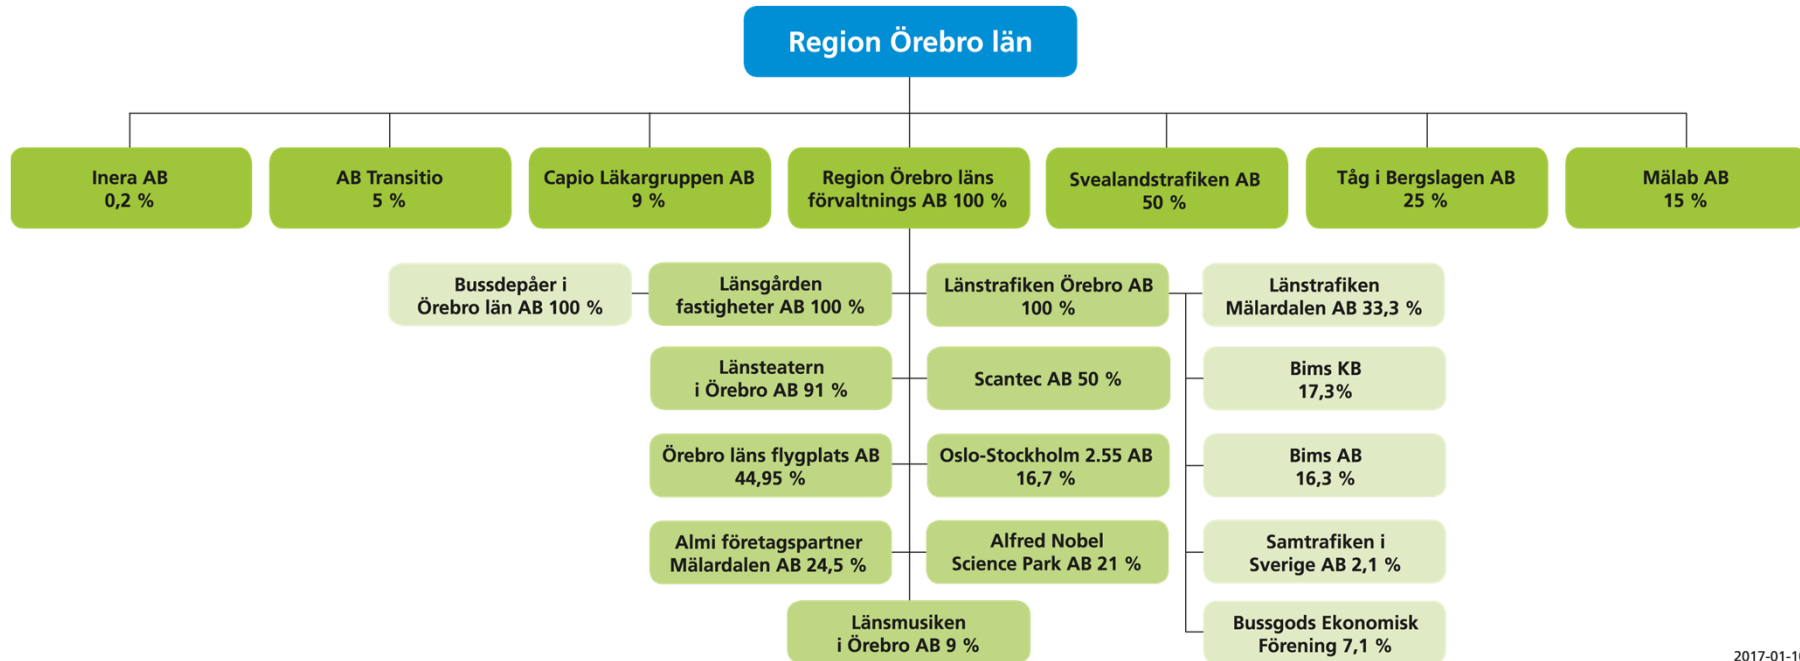 Region Örebro län
Inera AB
0,2 %
AB Transitio
5 %
Capio Läkargruppen AB
9 %
Region Örebro läns
förvaltnings AB 100 %
Svealandstrafiken AB
50 %
Tåg i Bergslagen AB
25 %
Mälab AB
15 %
Bussdepåer i
Örebro län AB 100 %
Länsgården
fastigheter AB 100 %
Länstrafiken Örebro AB
100 %
Länstrafiken
Mälardalen AB 33,3 %
Länsteatern
i Örebro AB 91 %
Scantec AB 50 %
Bims KB
17,3%
Örebro läns flygplats AB
44,95 %
Oslo-Stockholm 2.55 AB
16,7 %
Bims AB
16,3 %
Almi företagspartner
Mälardalen AB 24,5 %
Alfred Nobel
Science Park AB 21 %
Samtrafiken i
Sverige AB 2,1 %
Länsmusiken
i Örebro AB 9 %
Bussgods Ekonomisk
Förening 7,1 %
2017-01-10